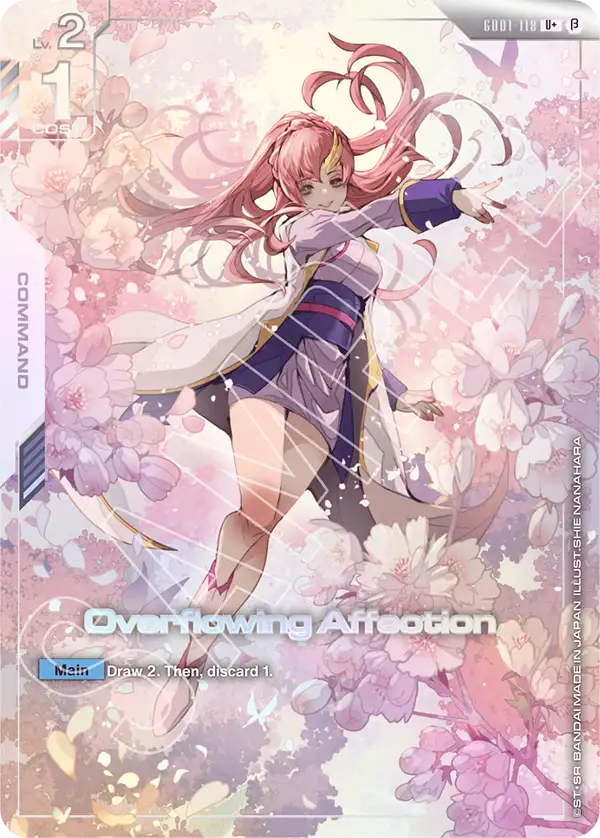 Lv. 2
GD01-118 U+ β
1
COST
COMMAND
Overflowing Affection
Main Draw 2. Then, discard 1.
©ST•SR BANDAI MADE IN JAPAN ILLUST.SHIE NANAHARA
SAMPLE